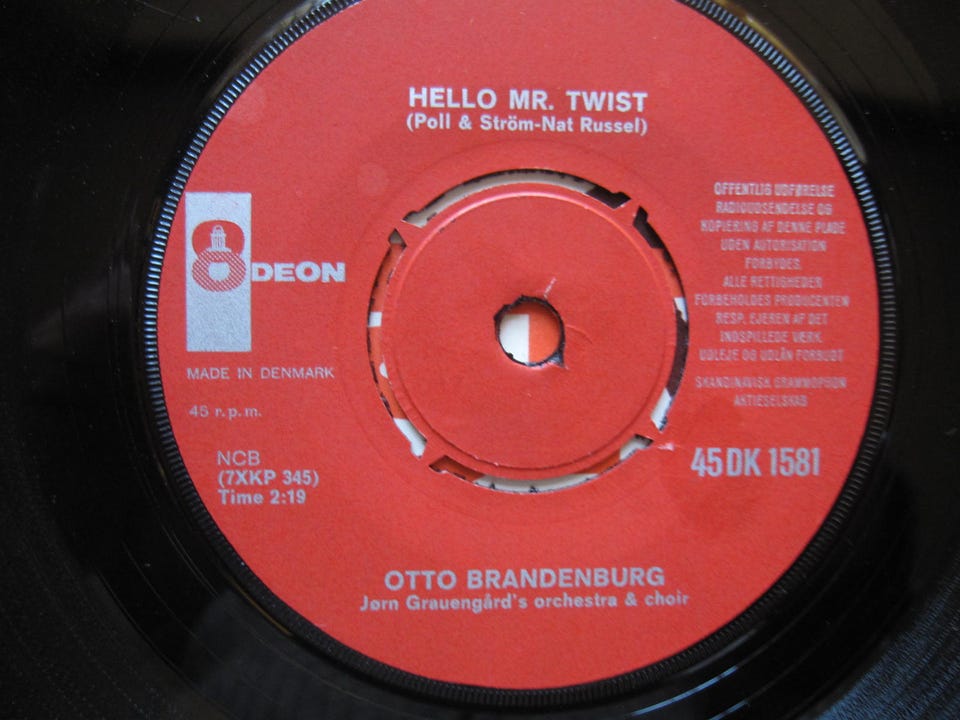 HELLO MR. TWIST
(Poll & Ström-Nat Russel)
OFFENTLIG UDFØRELSE
RADIOUDSENDELSE OG
KOPIERING AF DENNE PLADE
UDEN AUTORISATION
FORBYDES.
ALLE RETTIGHEDER
FORBEHOLDES PRODUCENTEN
RESP. EJEREN AF DET
INDSPILLEDE VÆRK.
UDLEJE OG UDLÅN FORBUDT
SKANDINAVISK GRAMMOPHON
AKTIESELSKAB
ODEON
MADE IN DENMARK
45 r.p.m.
NCB
(7XKP 345)
Time 2:19
45 DK 1581
OTTO BRANDENBURG
Jørn Grauengård's orchestra & choir